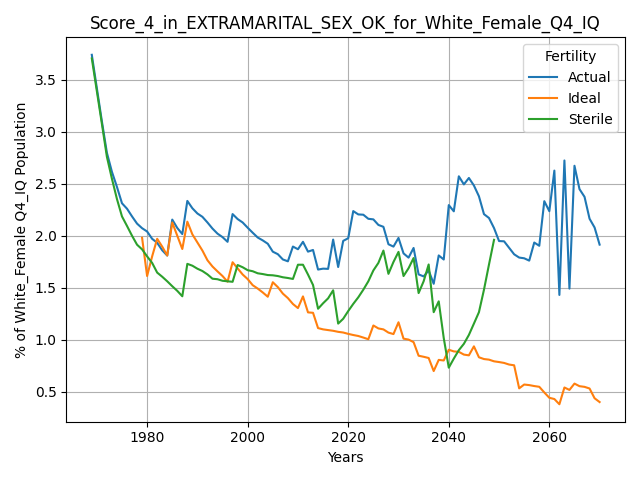 Score_4_in_EXTRAMARITAL_SEX_OK_for_White_Female_Q4_IQ
Fertility
Actual
Ideal
Sterile
% of White_Female Q4_IQ Population
3.5
3.0
2.5
2.0
1.5
1.0
0.5
1980 2000 2020 2040 2060
Years